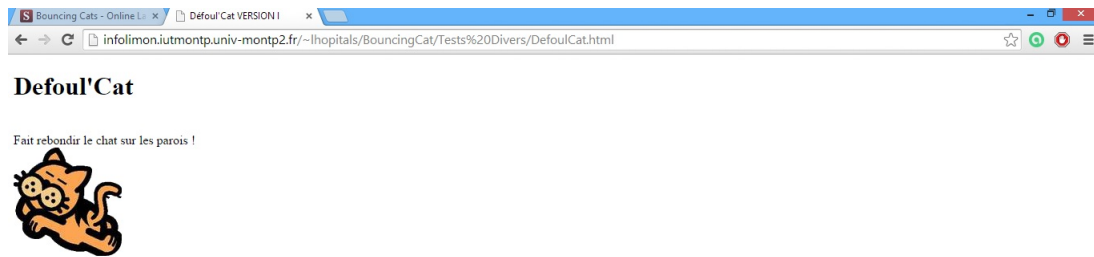 Bouncing Cats - Online La
Défoul'Cat VERSION I
infolimon.iutmontp.univ-montp2.fr/~lhopitals/BouncingCat/Tests%20Divers/DefoulCat.html
Defoul'Cat
Fait rebondir le chat sur les parois !